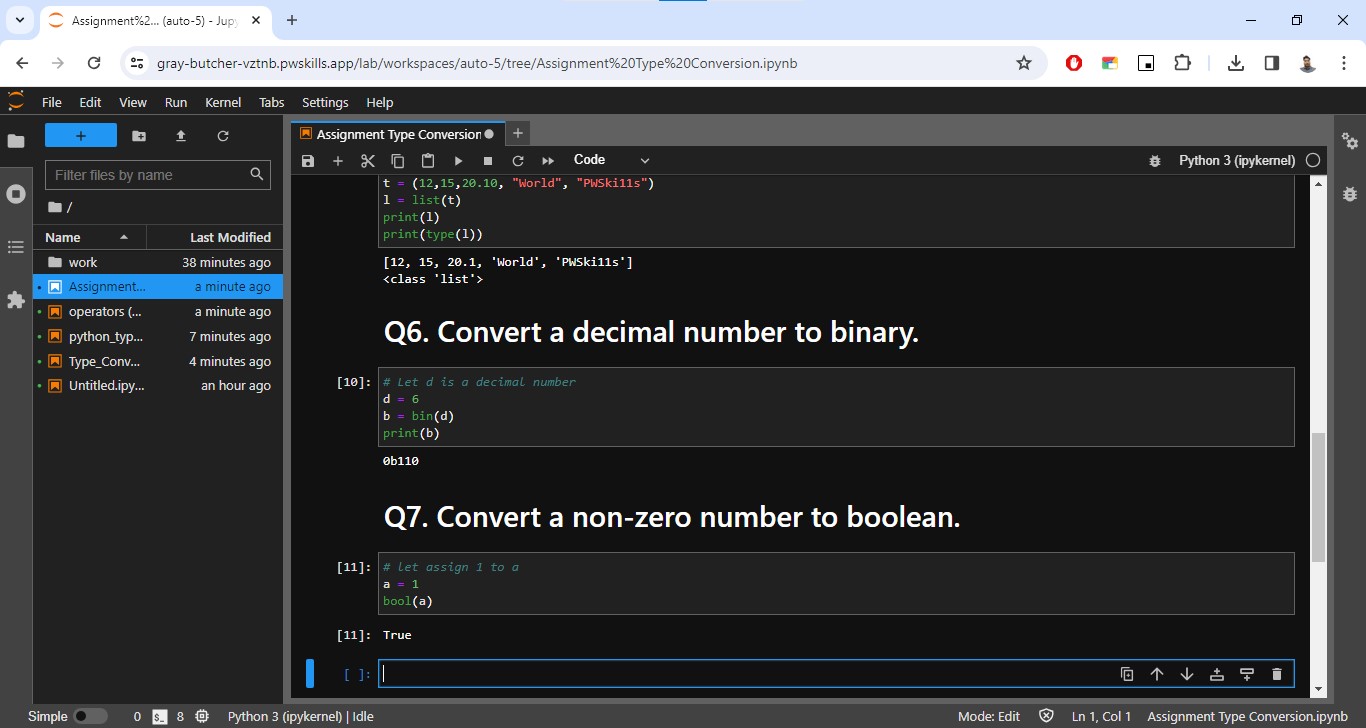 Assignment%2... (auto-5) - Jup
gray-butcher-vztnb.pwskills.app/lab/workspaces/auto-5/tree/Assignment%20Type%20Conversion.ipynb
File Edit View Run Kernel Tabs Settings Help
Filter files by name
/
Name Last Modified
work 38 minutes ago
Assignment... a minute ago
operators (... a minute ago
python_typ... 7 minutes ago
Type_Conv... 4 minutes ago
Untitled.ipy... an hour ago
Assignment Type Conversion
Code
Python 3 (ipykernel)
t = (12,15,20.10, "World", "PWSki11s")
l = list(t)
print(l)
print(type(l))
[12, 15, 20.1, 'World', 'PWSki11s']
<class 'list'>
Q6. Convert a decimal number to binary.
[10]: # Let d is a decimal number
d = 6
b = bin(d)
print(b)
0b110
Q7. Convert a non-zero number to boolean.
[11]: # let assign 1 to a
a = 1
bool(a)
[11]: True
[ ]:
Simple 0 8 Python 3 (ipykernel) | Idle Mode: Edit Ln 1, Col 1 Assignment Type Conversion.ipynb